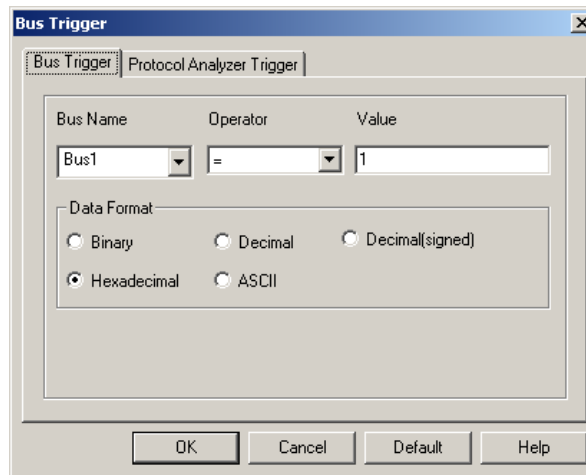 Bus Trigger
Bus Trigger Protocol Analyzer Trigger
Bus Name Operator Value
Bus1 = 1
Data Format
Binary Decimal Decimal(signed)
Hexadecimal ASCII
OK Cancel Default Help